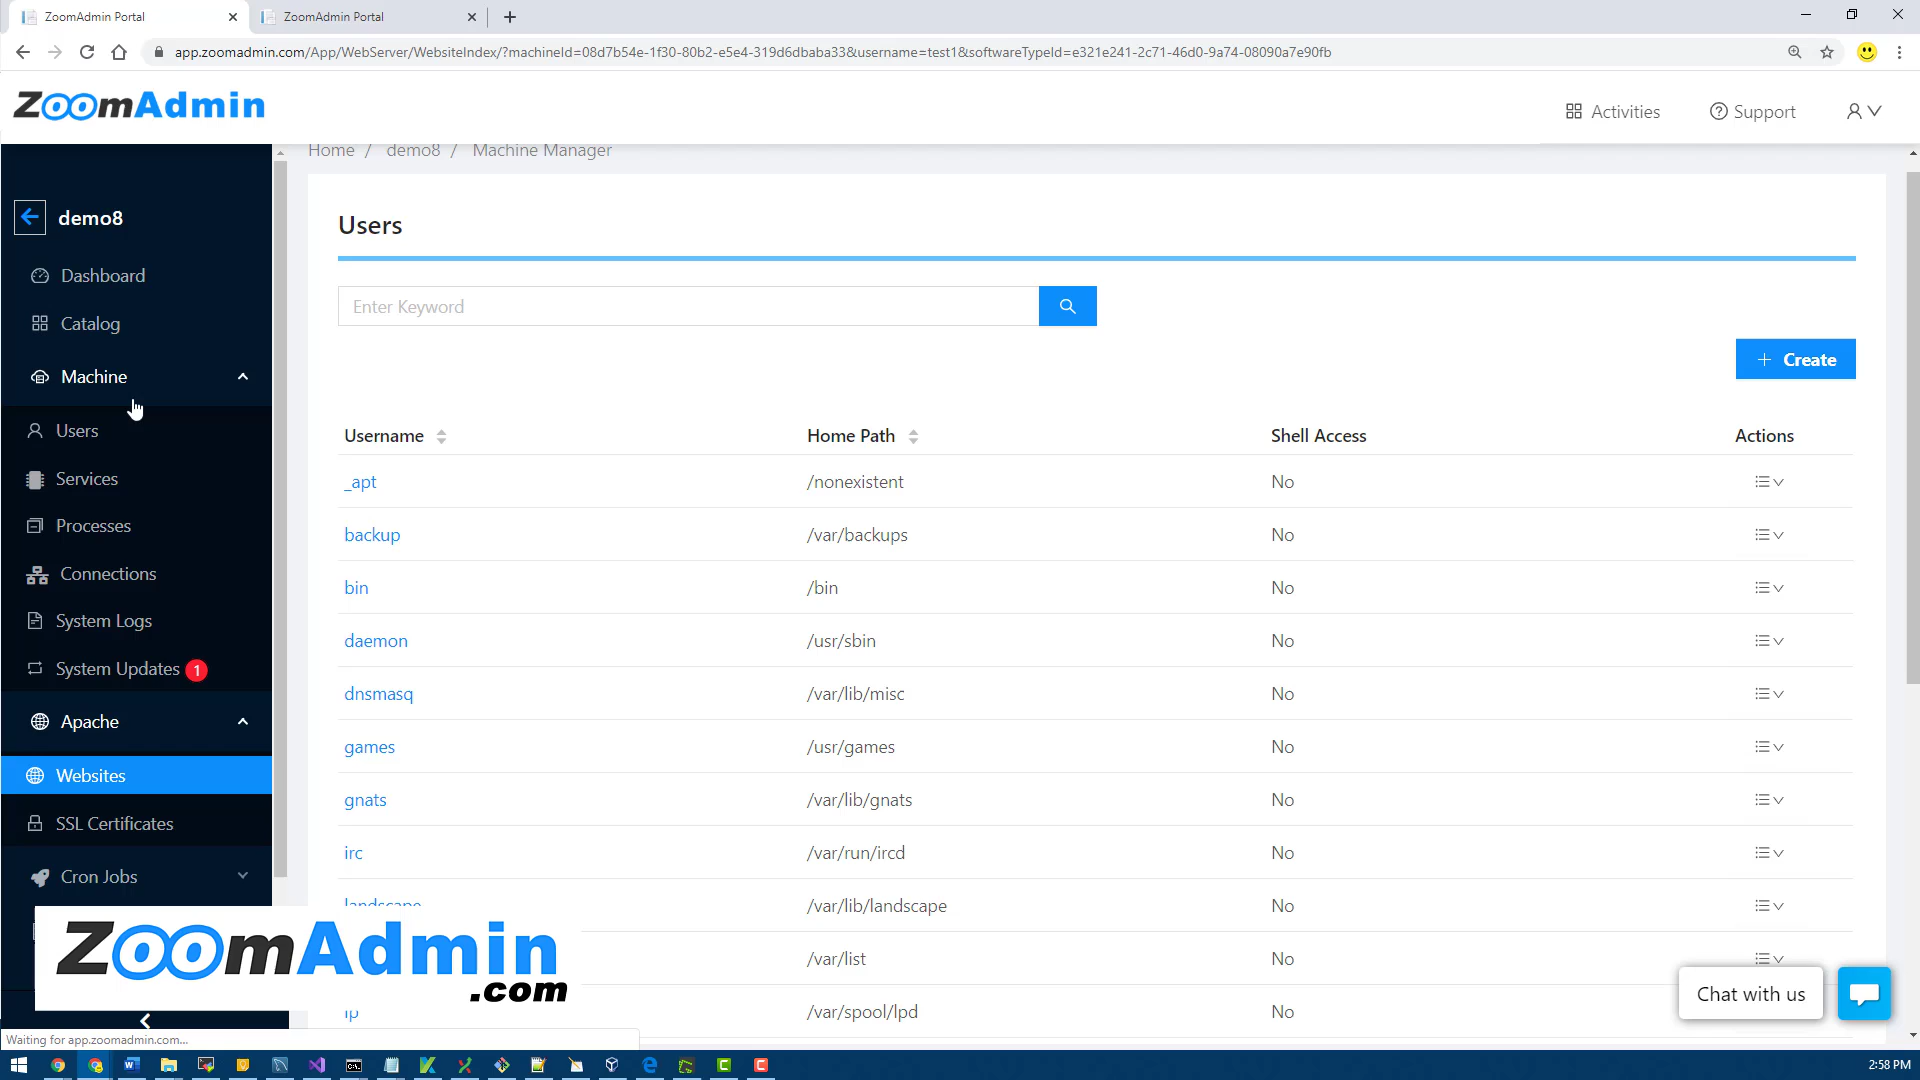 ZoomAdmin Portal
ZoomAdmin Portal
app.zoomadmin.com/App/WebServer/WebsiteIndex/?machineId=08d7b54e-1f30-80b2-e5e4-319d6dbaba33&username=test1&softwareTypeId=e321e241-2c71-46d0-9a74-08090a7e90fb
ZoomAdmin
Activities
Support
Home / demo8 / Machine Manager
demo8
Dashboard
Catalog
Machine
Users
Services
Processes
Connections
System Logs
System Updates 1
Apache
Websites
SSL Certificates
Cron Jobs
Users
Enter Keyword
+ Create
Username Home Path Shell Access Actions
_apt /nonexistent No
backup /var/backups No
bin /bin No
daemon /usr/sbin No
dnsmasq /var/lib/misc No
games /usr/games No
gnats /var/lib/gnats No
irc /var/run/ircd No
landscape /var/lib/landscape No
/var/list No
lp /var/spool/lpd No
ZoomAdmin
.com
Chat with us
Waiting for app.zoomadmin.com...
2:58 PM